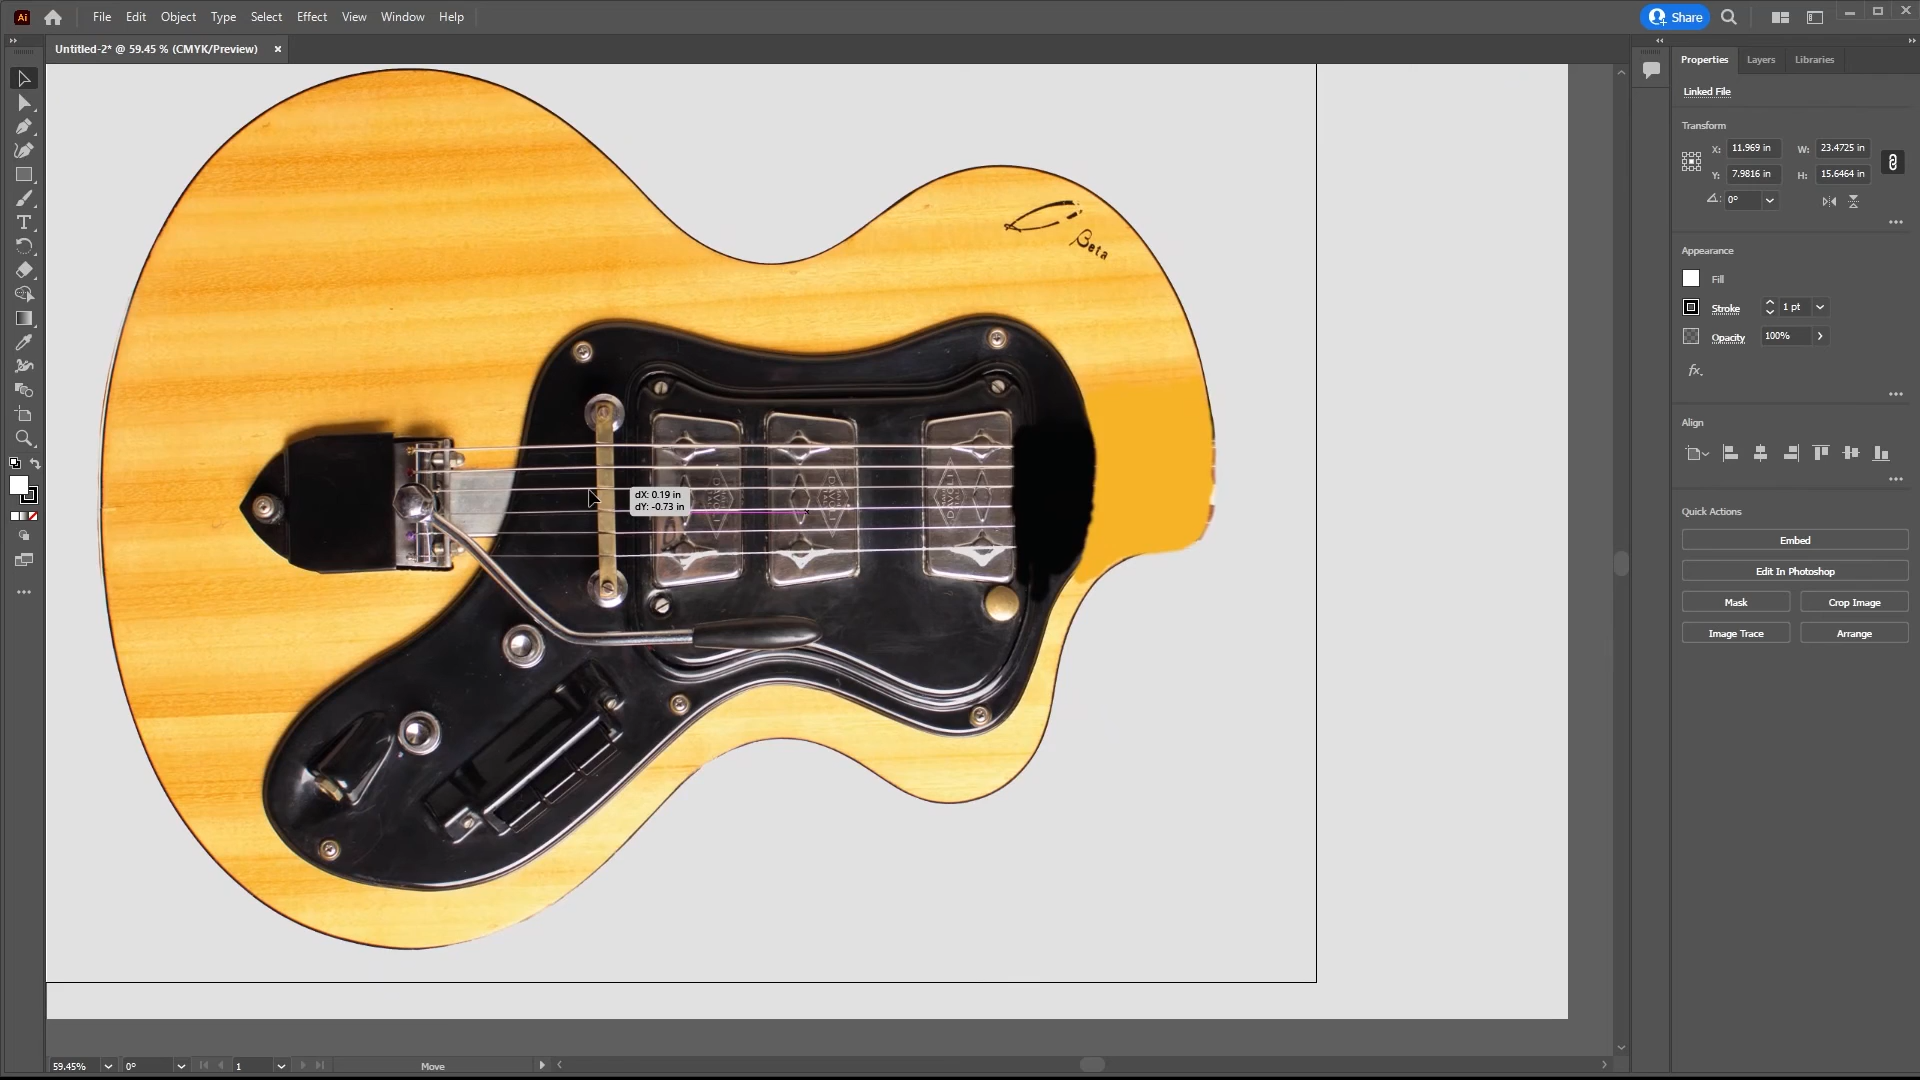 Ai
File Edit Object Type Select Effect View Window Help
Share
Untitled-2* @ 59.45 % (CMYK/Preview) ×
Properties Layers Libraries
Linked File
Transform
X: 11.969 in W: 23.4725 in
Y: 7.9816 in H: 15.6464 in
0°
Appearance
Fill
Stroke 1 pt
Opacity 100%
fx.
Align
Quick Actions
Embed
Edit In Photoshop
Mask Crop Image
Image Trace Arrange
Beta
dX: 0.19 in
dY: -0.73 in
DAVOLI
DAVOLI
DAVOLI
59.45% 0° 1 Move